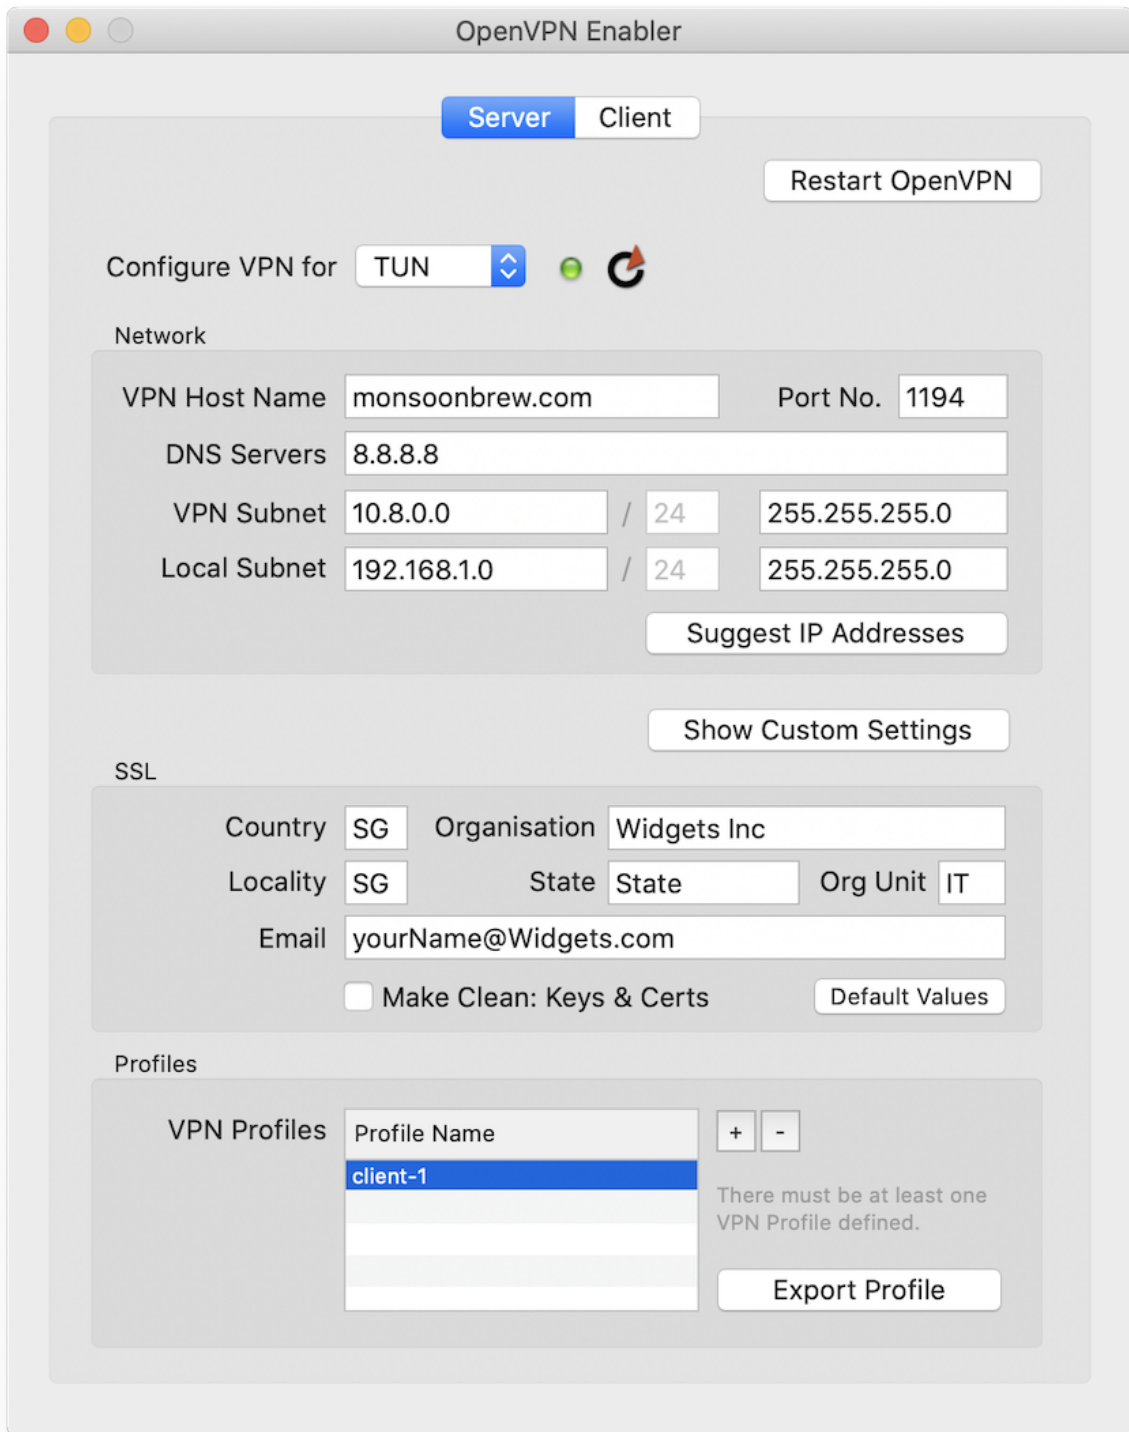 OpenVPN Enabler
Server Client
Restart OpenVPN
Configure VPN for TUN
Network
VPN Host Name monsoonbrew.com Port No. 1194
DNS Servers 8.8.8.8
VPN Subnet 10.8.0.0 / 24 255.255.255.0
Local Subnet 192.168.1.0 / 24 255.255.255.0
Suggest IP Addresses
Show Custom Settings
SSL
Country SG Organisation Widgets Inc
Locality SG State State Org Unit IT
Email yourName@Widgets.com
Make Clean: Keys & Certs Default Values
Profiles
VPN Profiles Profile Name + -
client-1
There must be at least one
VPN Profile defined.
Export Profile